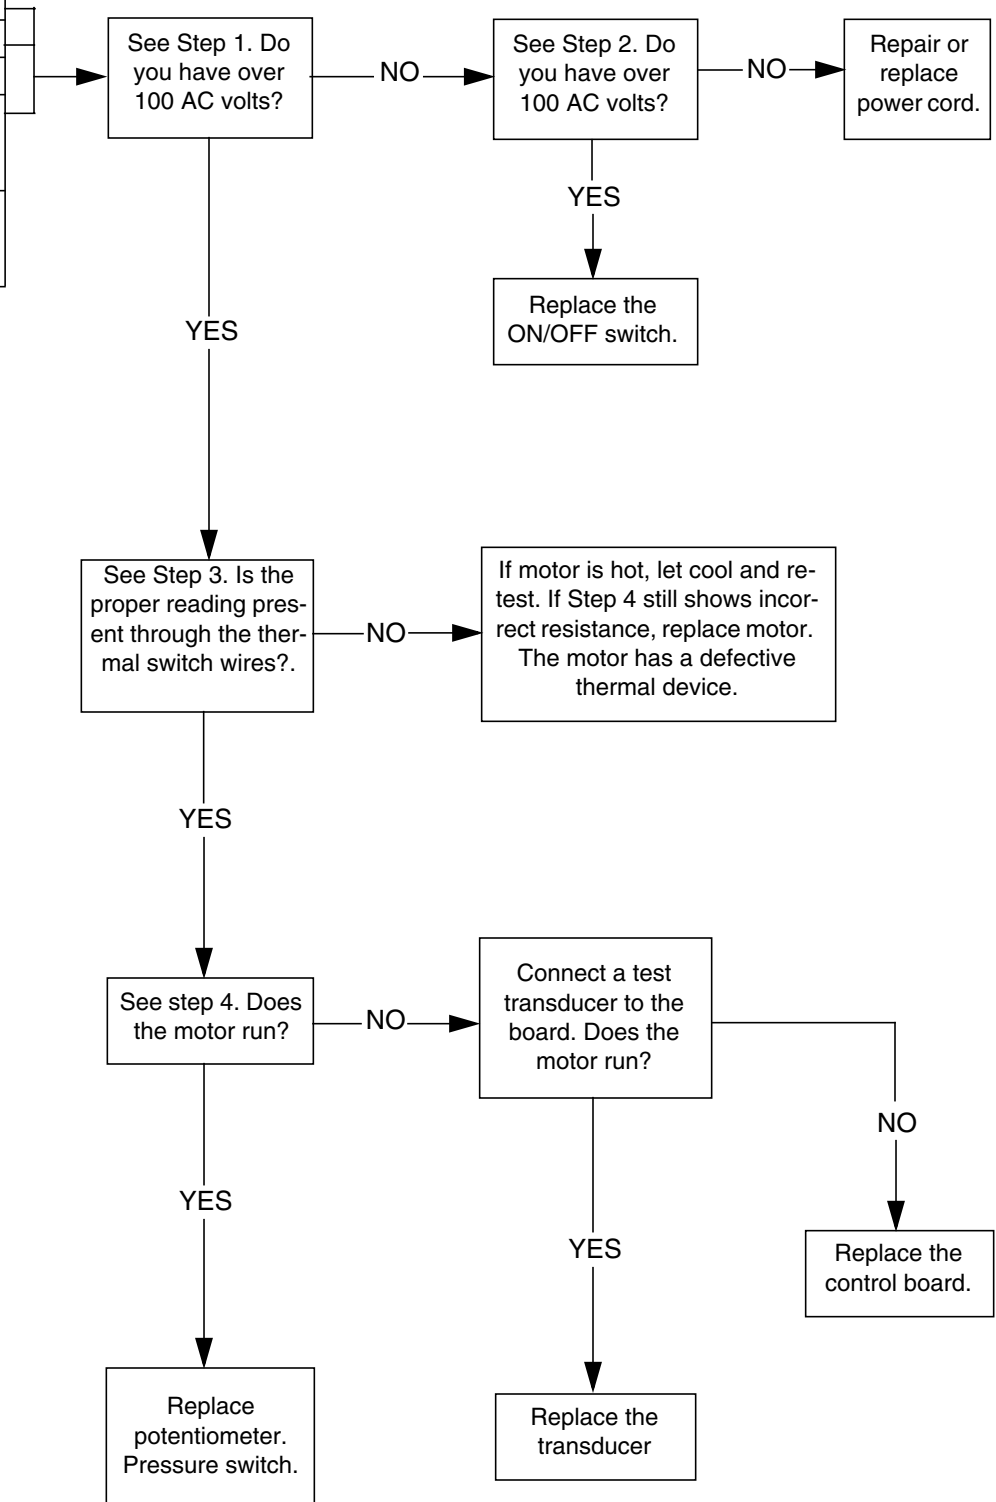 See Step 1. Do
you have over
100 AC volts?
NO
See Step 2. Do
you have over
100 AC volts?
NO
Repair or
replace
power cord.
YES
Replace the
ON/OFF switch.
YES
See Step 3. Is the
proper reading pres-
ent through the ther-
mal switch wires?.
NO
If motor is hot, let cool and re-
test. If Step 4 still shows incor-
rect resistance, replace motor.
The motor has a defective
thermal device.
YES
See step 4. Does
the motor run?
NO
Connect a test
transducer to the
board. Does the
motor run?
NO
Replace the
control board.
YES
Replace the
transducer
YES
Replace
potentiometer.
Pressure switch.